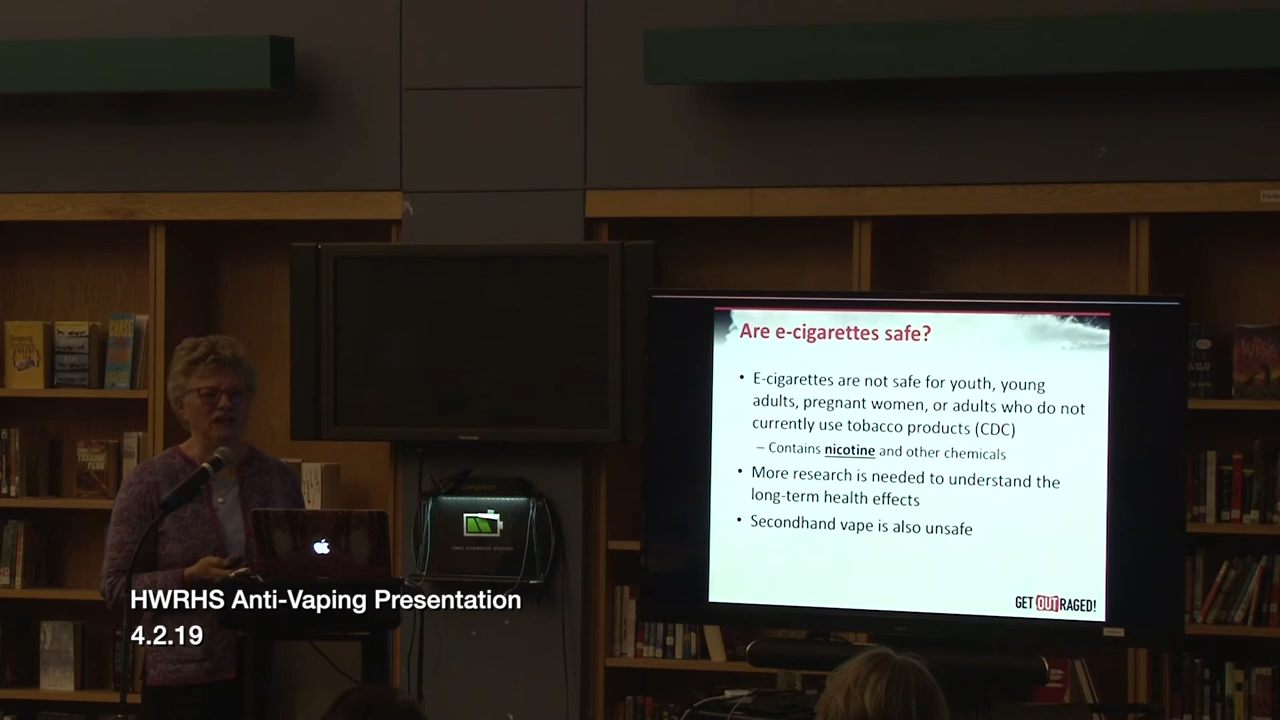 Are e-cigarettes safe?
• E-cigarettes are not safe for youth, young
adults, pregnant women, or adults who do not
currently use tobacco products (CDC)
– Contains nicotine and other chemicals
• More research is needed to understand the
long-term health effects
• Secondhand vape is also unsafe
GET OUTRAGED!
HWRHS Anti-Vaping Presentation
4.2.19